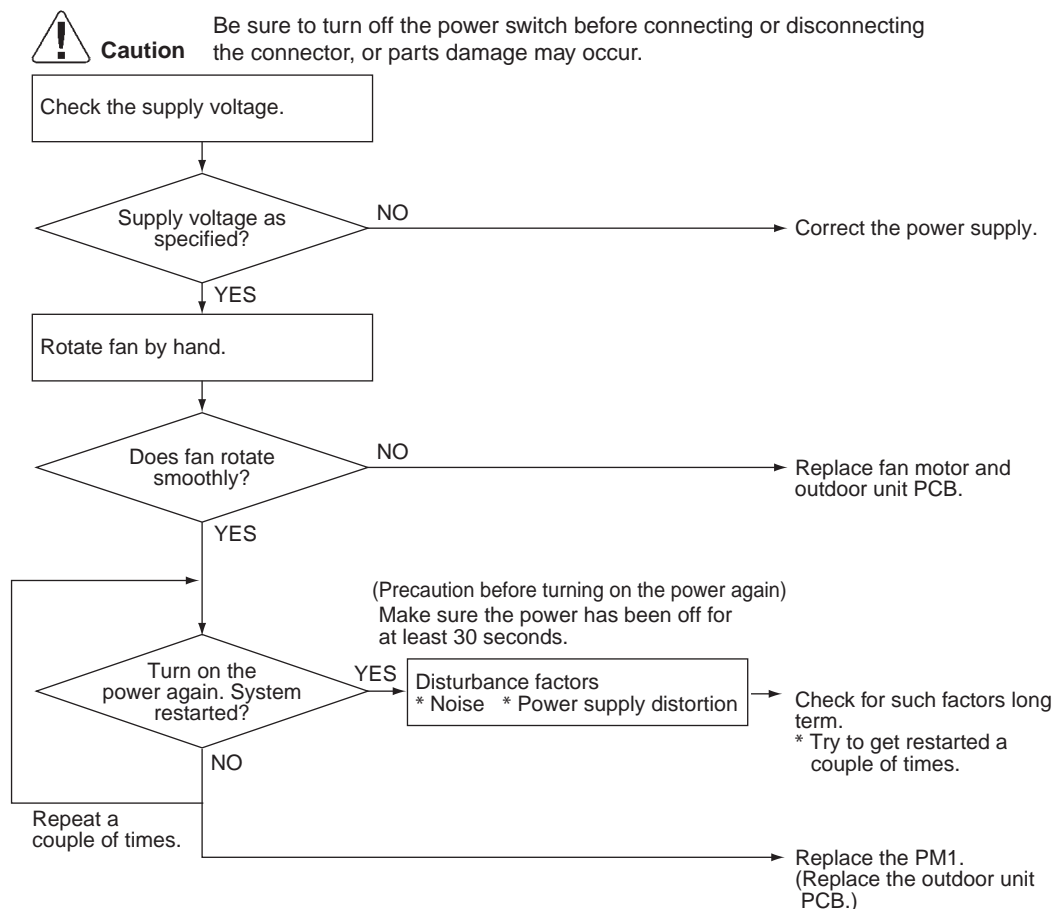 Be sure to turn off the power switch before connecting or disconnecting
Caution the connector, or parts damage may occur.
Check the supply voltage.
Supply voltage as
specified?
NO
Correct the power supply.
YES
Rotate fan by hand.
Does fan rotate
smoothly?
NO
Replace fan motor and
outdoor unit PCB.
YES
(Precaution before turning on the power again)
Make sure the power has been off for
at least 30 seconds.
Turn on the
power again. System
restarted?
YES
Disturbance factors
* Noise * Power supply distortion
Check for such factors long
term.
* Try to get restarted a
couple of times.
NO
Repeat a
couple of times.
Replace the PM1.
(Replace the outdoor unit
PCB.)